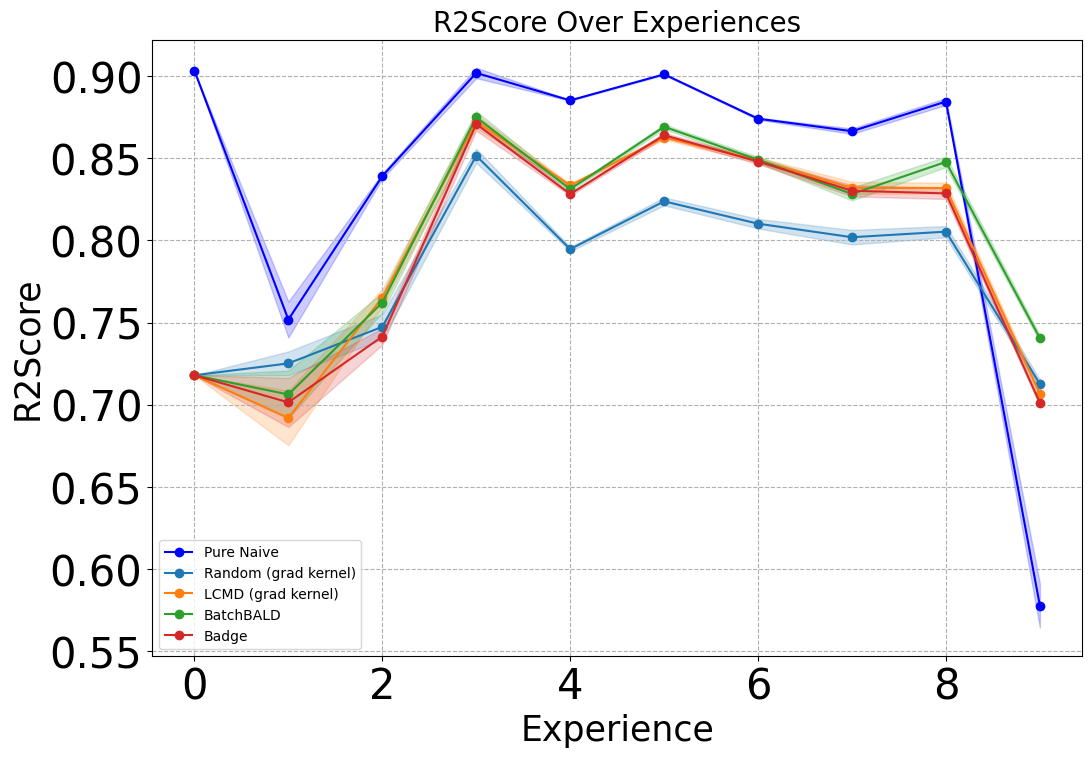 R2Score Over Experiences
R2Score
0.90
0.85
0.80
0.75
0.70
0.65
0.60
0.55
Pure Naive
Random (grad kernel)
LCMD (grad kernel)
BatchBALD
Badge
0 2 4 6 8
Experience